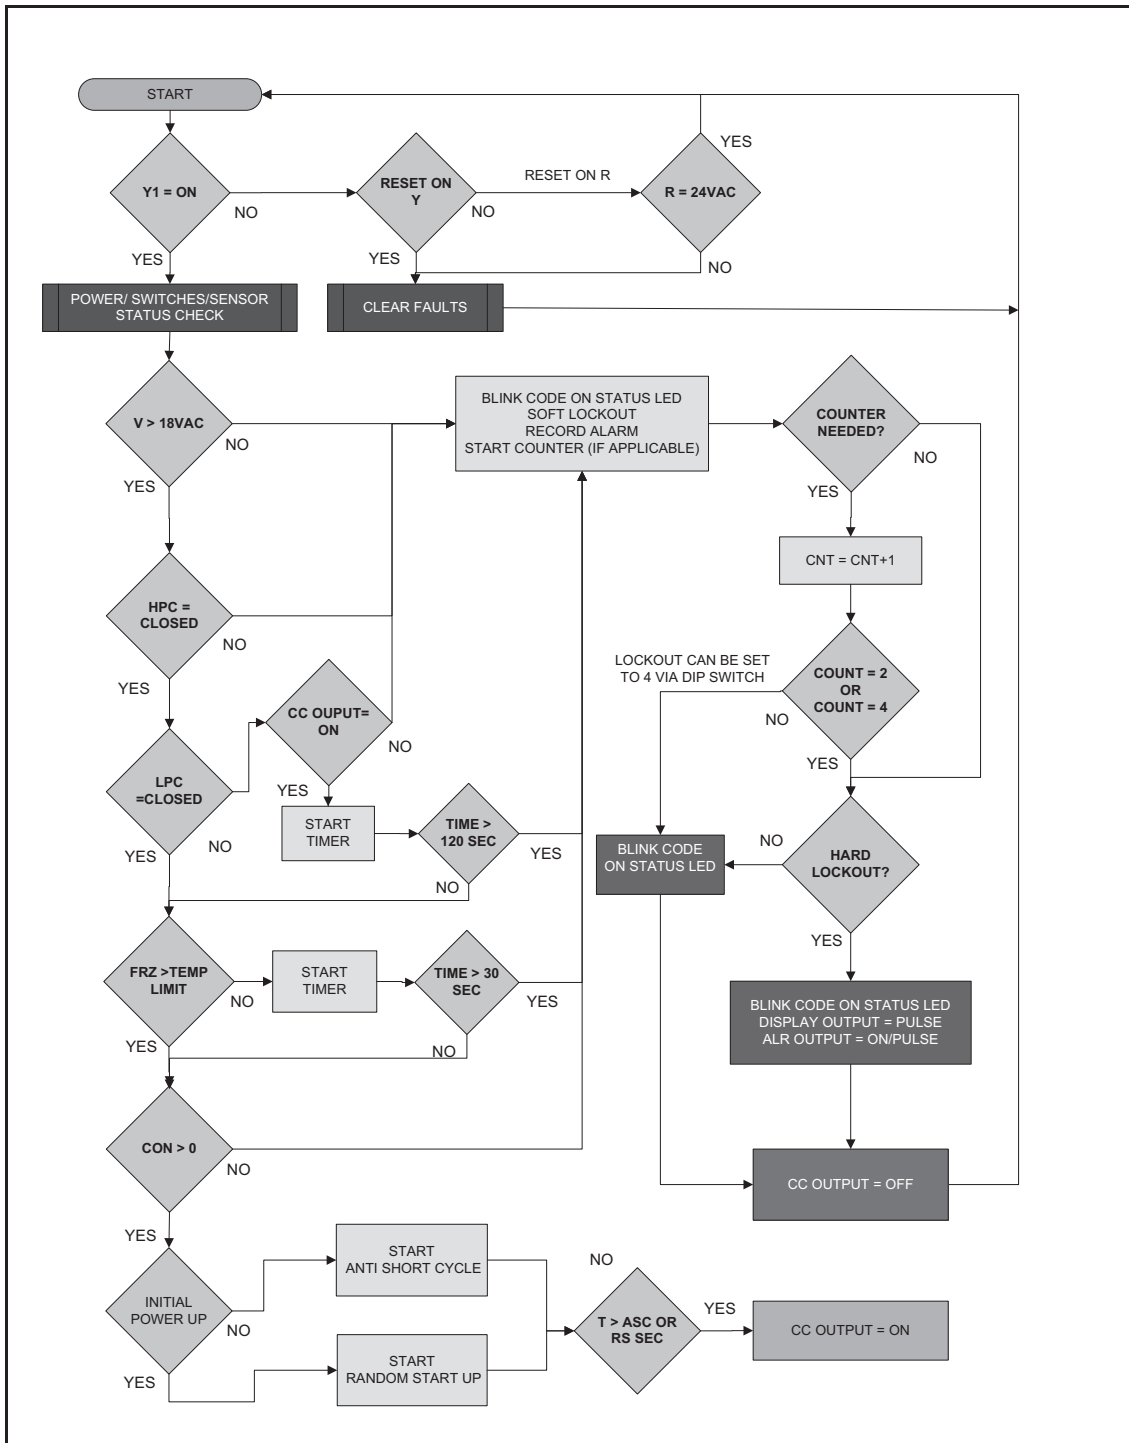 START
YES
Y1 = ON
NO
RESET ON
Y
NO
RESET ON R
R = 24VAC
YES
YES
NO
POWER/ SWITCHES/SENSOR
STATUS CHECK
CLEAR FAULTS
V > 18VAC
NO
YES
BLINK CODE ON STATUS LED
SOFT LOCKOUT
RECORD ALARM
START COUNTER (IF APPLICABLE)
COUNTER
NEEDED?
NO
YES
CNT = CNT+1
HPC =
CLOSED
NO
YES
LOCKOUT CAN BE SET
TO 4 VIA DIP SWITCH
COUNT = 2
OR
COUNT = 4
NO
YES
CC OUPUT=
ON
NO
YES
LPC
=CLOSED
NO
YES
START
TIMER
TIME >
120 SEC
YES
NO
BLINK CODE
ON STATUS LED
NO
HARD
LOCKOUT?
YES
FRZ >TEMP
LIMIT
NO
YES
START
TIMER
TIME > 30
SEC
YES
NO
BLINK CODE ON STATUS LED
DISPLAY OUTPUT = PULSE
ALR OUTPUT = ON/PULSE
CON > 0
NO
YES
CC OUTPUT = OFF
INITIAL
POWER UP
NO
YES
START
ANTI SHORT CYCLE
START
RANDOM START UP
NO
T > ASC OR
RS SEC
YES
CC OUTPUT = ON